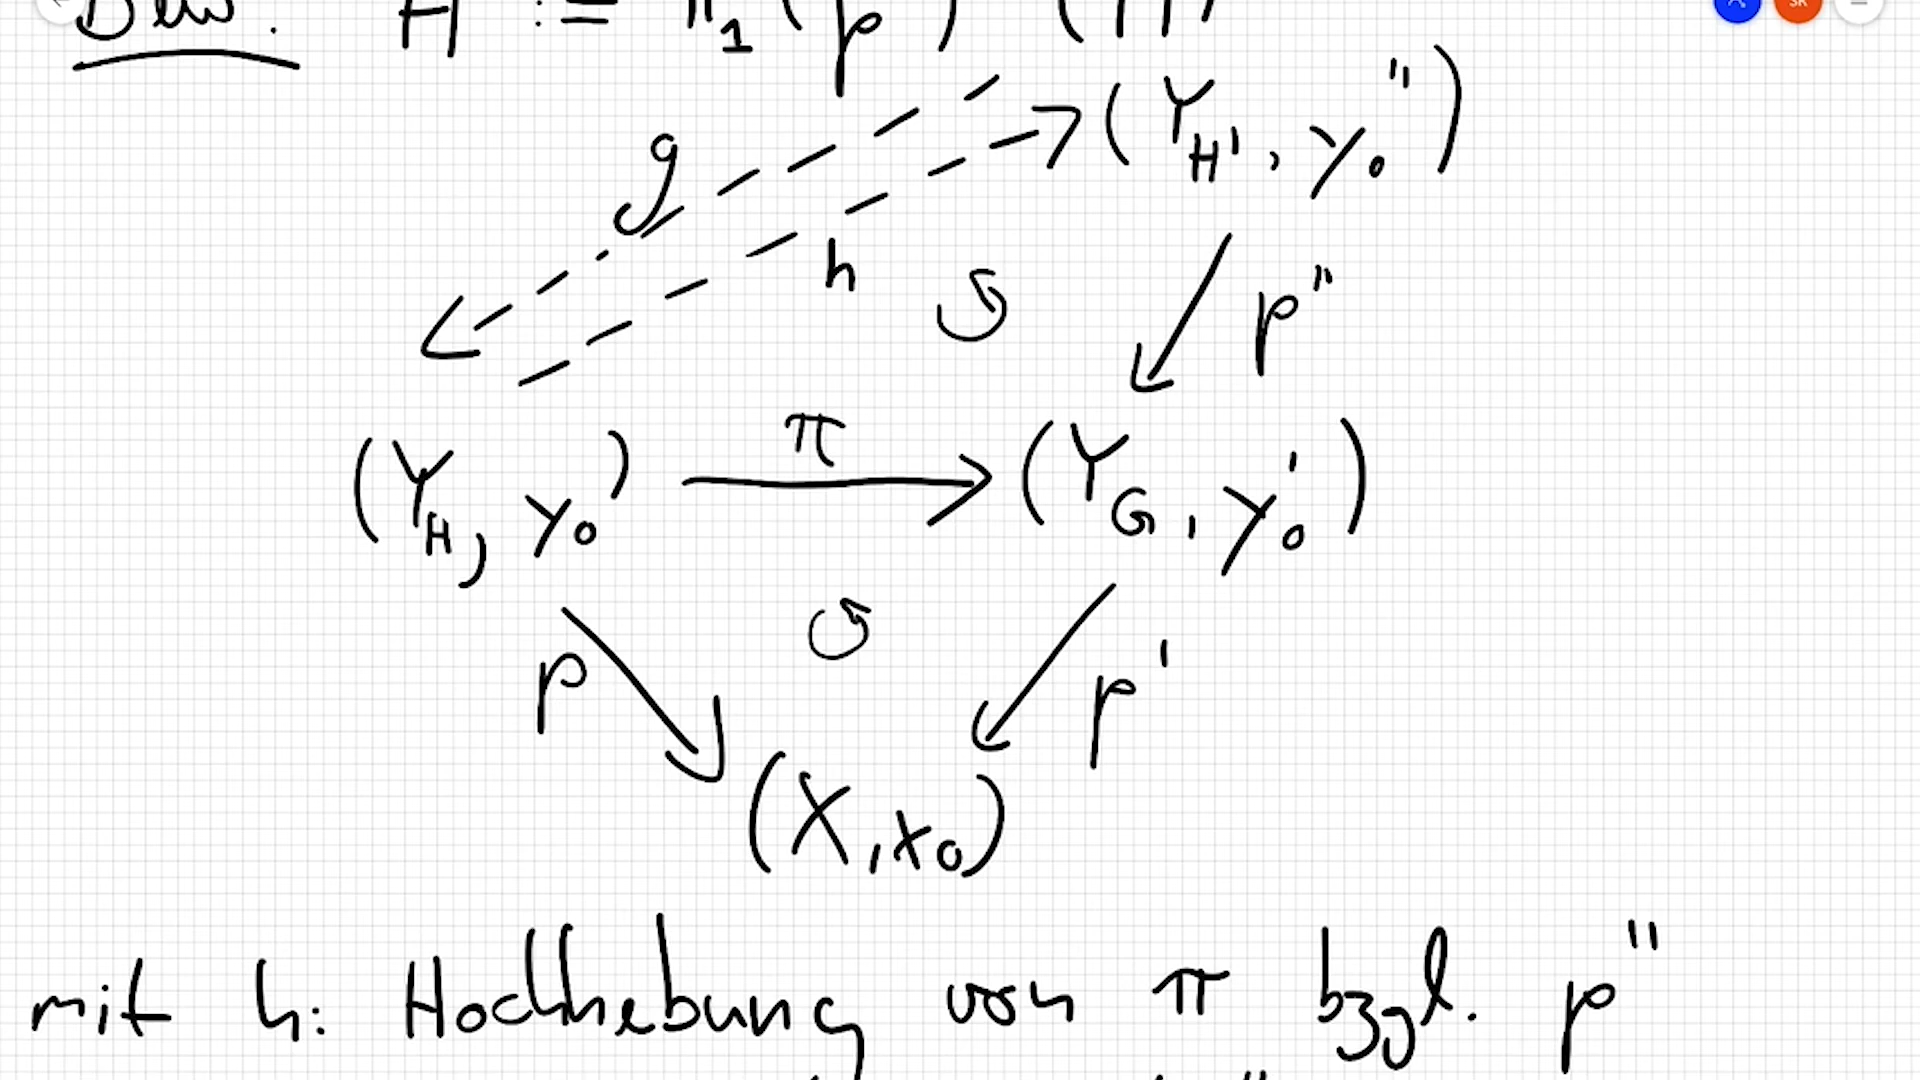 Bew. H' := π₁(p')(H)
(Y_H', y₀'')
g
h
p''
(Y_H, y₀) π (Y_G, y₀')
p
p'
(X, x₀)
mit h: Hochhebung von π bzgl. p''